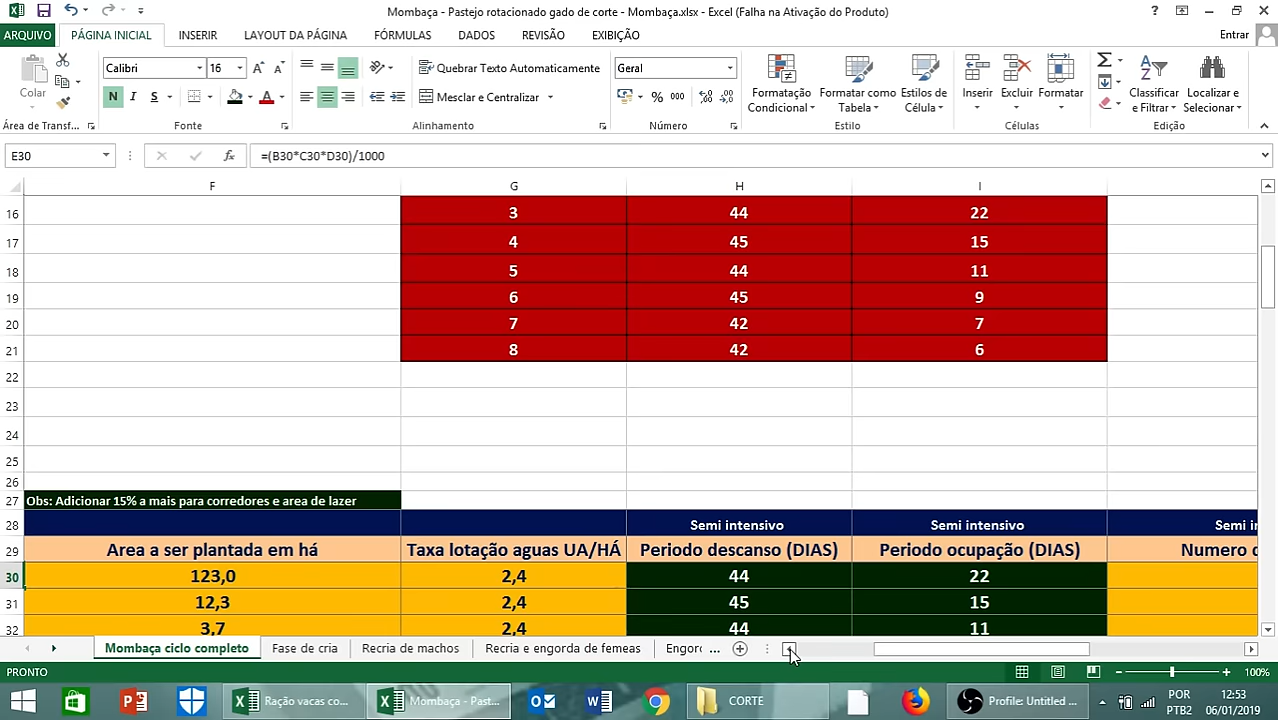 Mombaça - Pastejo rotacionado gado de corte - Mombaça.xlsx - Excel (Falha na Ativação do Produto)
ARQUIVO PÁGINA INICIAL INSERIR LAYOUT DA PÁGINA FÓRMULAS DADOS REVISÃO EXIBIÇÃO Entrar
Calibri 16 Quebrar Texto Automaticamente Geral
Colar N I S Mesclar e Centralizar % 000 Formatação Condicional Formatar como Tabela Estilos de Célula Inserir Excluir Formatar Classificar e Filtrar Localizar e Selecionar
Área de Transf... Fonte Alinhamento Número Estilo Células Edição
E30 fx =(B30*C30*D30)/1000
F G H I
16 3 44 22
17 4 45 15
18 5 44 11
19 6 45 9
20 7 42 7
21 8 42 6
22
23
24
25
26
27 Obs: Adicionar 15% a mais para corredores e area de lazer
28 Semi intensivo Semi intensivo Semi i
29 Area a ser plantada em há Taxa lotação aguas UA/HÁ Periodo descanso (DIAS) Periodo ocupação (DIAS) Numero
30 123,0 2,4 44 22
31 12,3 2,4 45 15
32 3,7 2,4 44 11
Mombaça ciclo completo Fase de cria Recria de machos Recria e engorda de femeas Engor ...
PRONTO 100%
Ração vacas co... Mombaça - Past... CORTE Profile: Untitled ... POR 12:53
PTB2 06/01/2019